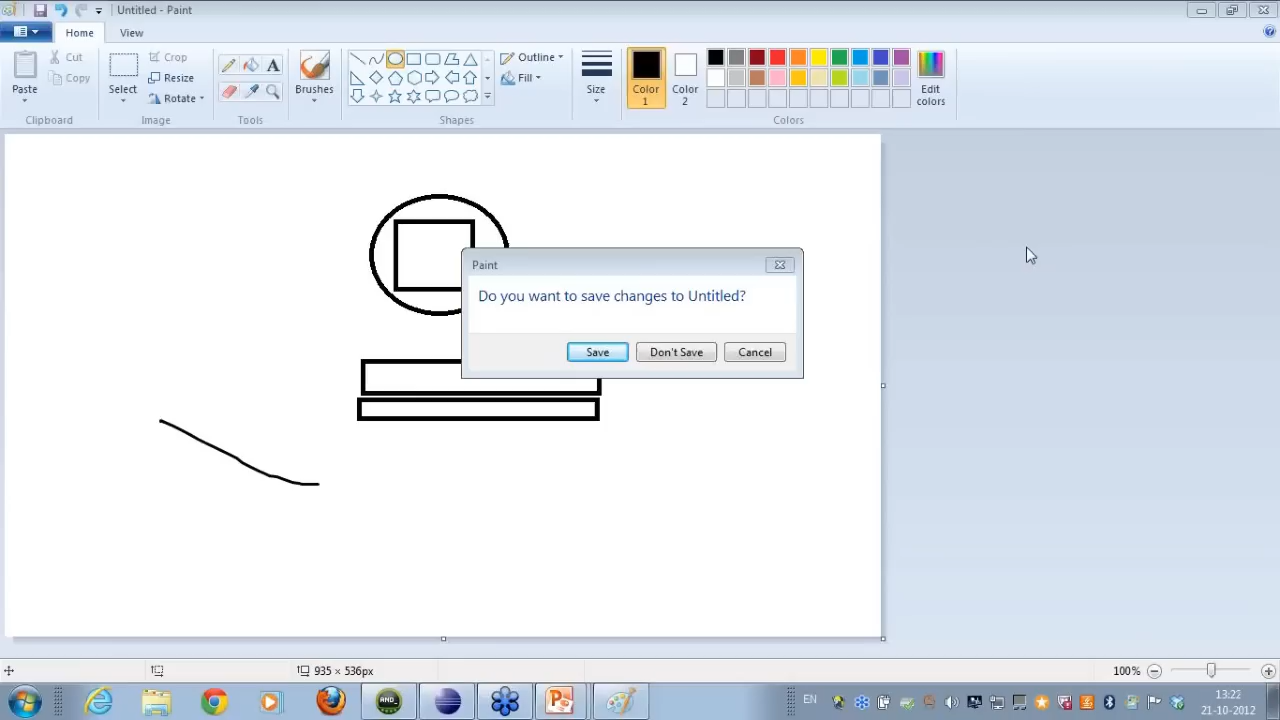 Untitled - Paint
Home
View
Paste
Cut
Copy
Clipboard
Select
Crop
Resize
Rotate
Image
A
Tools
Brushes
Outline
Fill
Shapes
Size
Color 1
Color 2
Edit colors
Colors
Paint
Do you want to save changes to Untitled?
Save
Don't Save
Cancel
935 × 536px
100%
AND
EN
13:22
21-10-2012